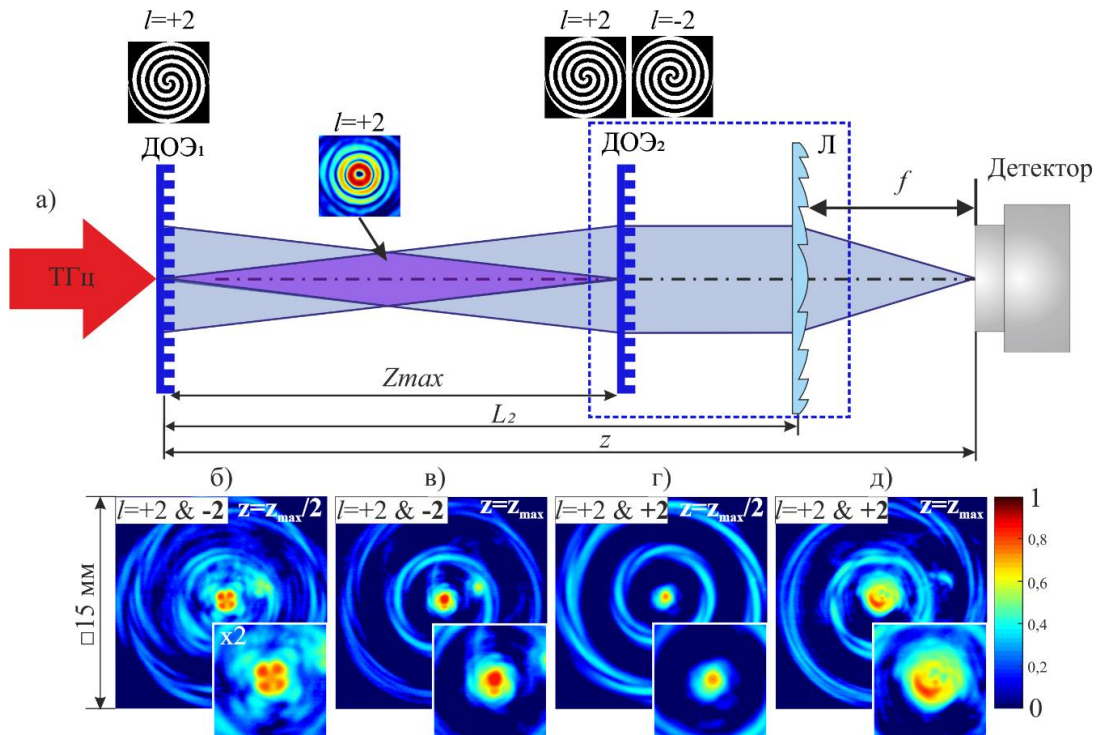 l=+2
l=+2 l=-2
l=+2
ДОЭ₁
ДОЭ₂
Л
Детектор
а)
f
ТГц
Zmax
L₂
z
б) в) г) д)
l=+2 & -2 z=zmax/2
l=+2 & -2 z=zmax
l=+2 & +2 z=zmax/2
l=+2 & +2 z=zmax
□15 мм
x2
1
0,8
0,6
0,4
0,2
0